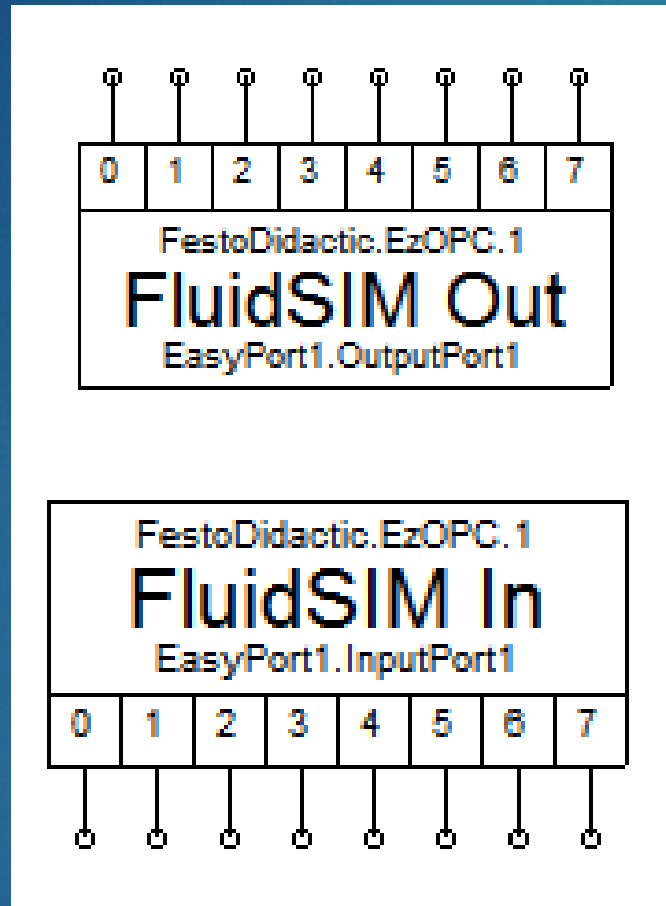 0 1 2 3 4 5 6 7
FestoDidactic.EzOPC.1
FluidSIM Out
EasyPort1.OutputPort1
FestoDidactic.EzOPC.1
FluidSIM In
EasyPort1.InputPort1
0 1 2 3 4 5 6 7